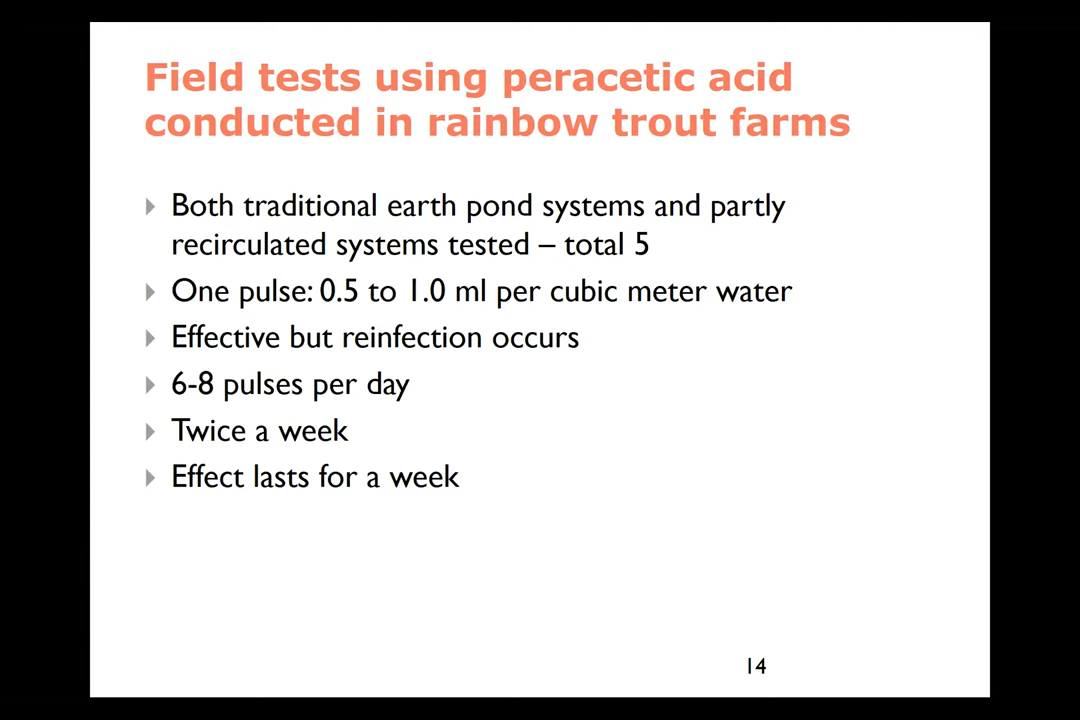 Field tests using peracetic acid
conducted in rainbow trout farms
Both traditional earth pond systems and partly
recirculated systems tested – total 5
One pulse: 0.5 to 1.0 ml per cubic meter water
Effective but reinfection occurs
6-8 pulses per day
Twice a week
Effect lasts for a week
14